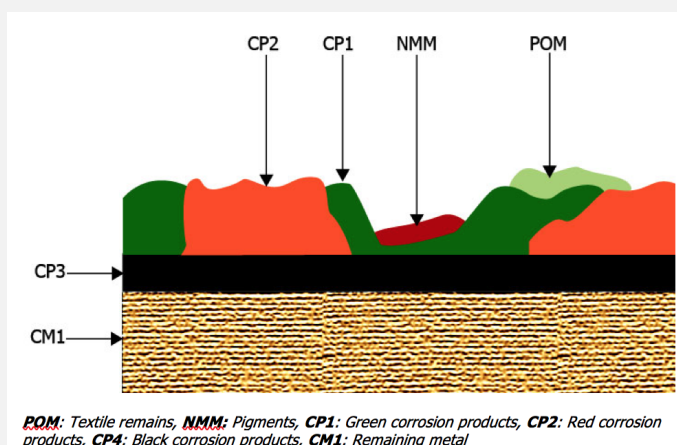 CP2 CP1 NMM POM
CP3
CM1
POM: Textile remains, NMM: Pigments, CP1: Green corrosion products, CP2: Red corrosion
products, CP4: Black corrosion products, CM1: Remaining metal